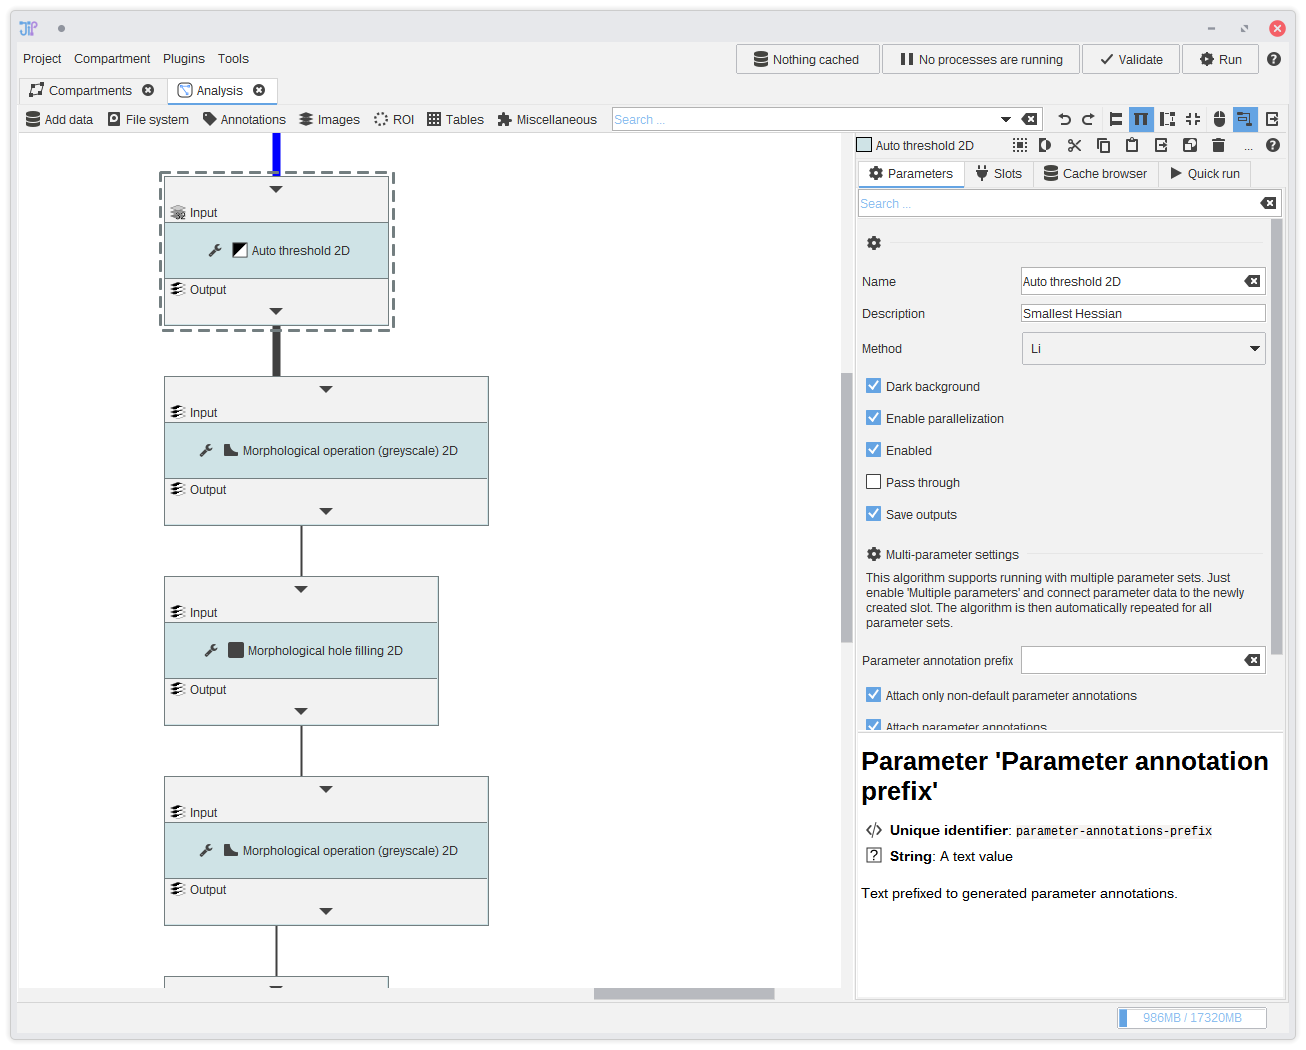 JiP
Project Compartment Plugins Tools
Nothing cached
No processes are running
Validate
Run
Compartments
Analysis
Add data File system Annotations Images ROI Tables Miscellaneous
Search ...
Auto threshold 2D
...
Parameters Slots Cache browser Quick run
Search ...
Name Auto threshold 2D
Description Smallest Hessian
Method Li
Dark background
Enable parallelization
Enabled
Pass through
Save outputs
Multi-parameter settings
This algorithm supports running with multiple parameter sets. Just
enable 'Multiple parameters' and connect parameter data to the newly
created slot. The algorithm is then automatically repeated for all
parameter sets.
Parameter annotation prefix
Attach only non-default parameter annotations
Attach parameter annotations
Parameter 'Parameter annotation
prefix'
Unique identifier: parameter-annotations-prefix
String: A text value
Text prefixed to generated parameter annotations.
32 Input
Auto threshold 2D
Output
Input
Morphological operation (greyscale) 2D
Output
Input
Morphological hole filling 2D
Output
Input
Morphological operation (greyscale) 2D
Output
986MB / 17320MB